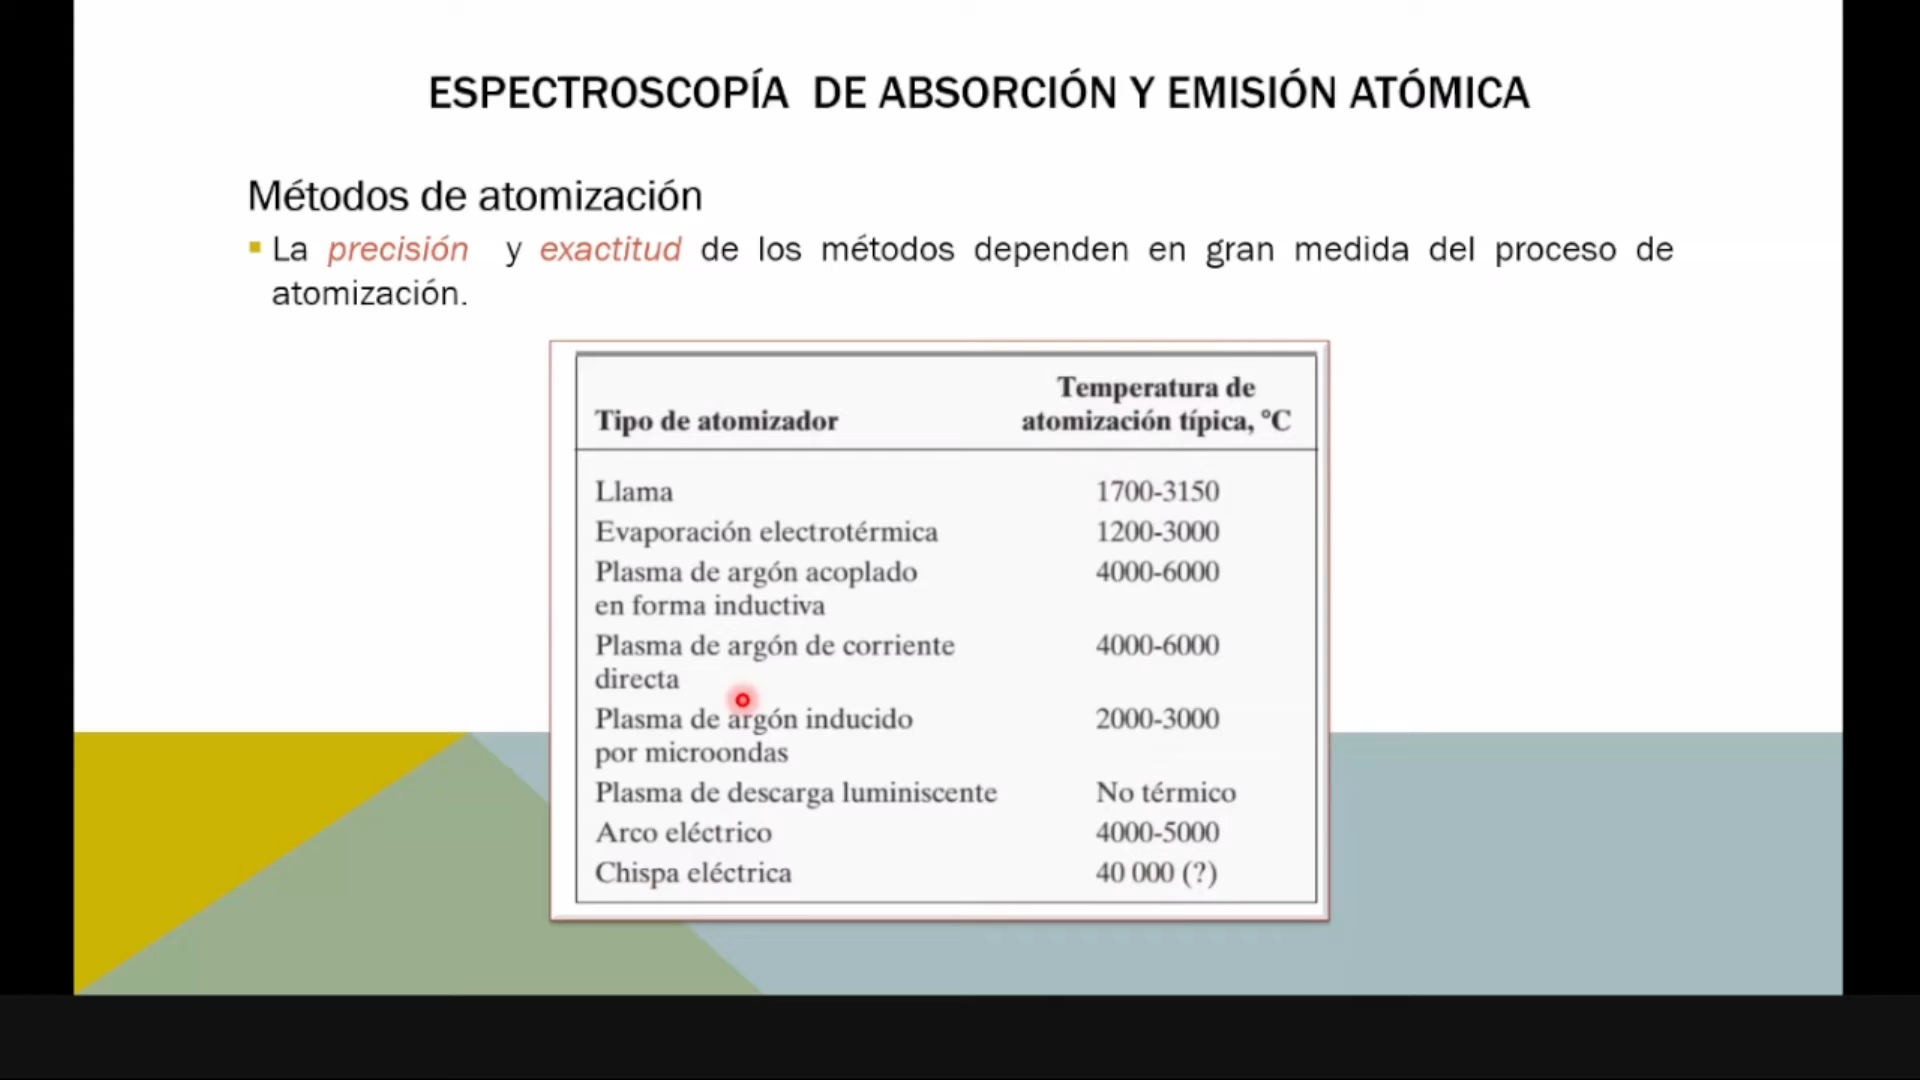 ESPECTROSCOPÍA DE ABSORCIÓN Y EMISIÓN ATÓMICA
Métodos de atomización
La precisión y exactitud de los métodos dependen en gran medida del proceso de
atomización.
Temperatura de
Tipo de atomizador atomización típica, °C
Llama 1700-3150
Evaporación electrotérmica 1200-3000
Plasma de argón acoplado 4000-6000
en forma inductiva
Plasma de argón de corriente 4000-6000
directa
Plasma de argón inducido 2000-3000
por microondas
Plasma de descarga luminiscente No térmico
Arco eléctrico 4000-5000
Chispa eléctrica 40 000 (?)